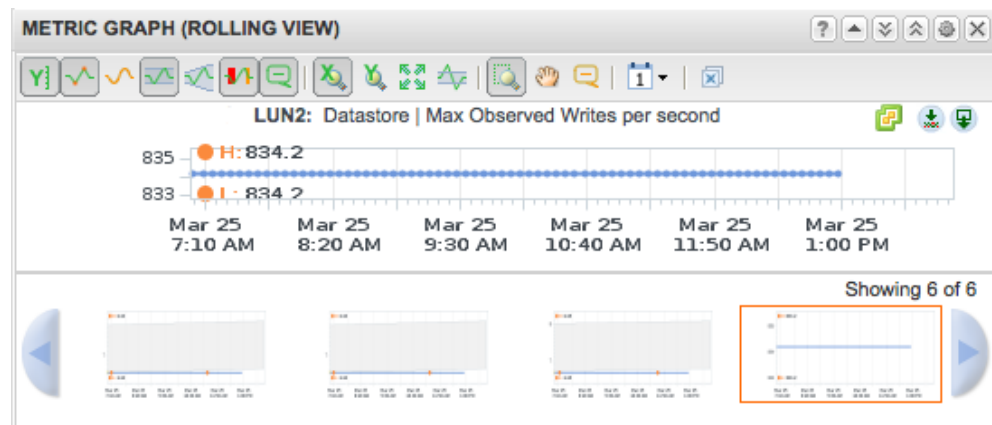 METRIC GRAPH (ROLLING VIEW)
?
Y
1
LUN2: Datastore | Max Observed Writes per second
835
H: 834.2
833
L: 834.2
Mar 25 Mar 25 Mar 25 Mar 25 Mar 25 Mar 25
7:10 AM 8:20 AM 9:30 AM 10:40 AM 11:50 AM 1:00 PM
Showing 6 of 6